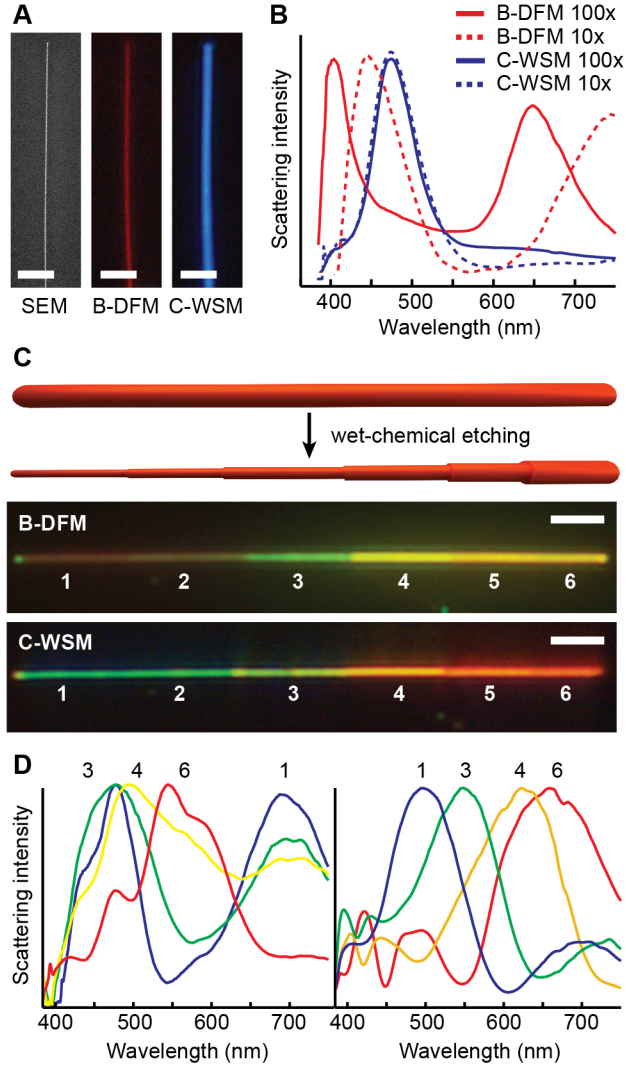 A
SEM
B-DFM
C-WSM
B
B-DFM 100x
B-DFM 10x
C-WSM 100x
C-WSM 10x
Scattering intensity
400 500 600 700
Wavelength (nm)
C
wet-chemical etching
B-DFM
1 2 3 4 5 6
C-WSM
1 2 3 4 5 6
D
3 4 6 1
Scattering intensity
400 500 600 700
Wavelength (nm)
1 3 4 6
400 500 600 700
Wavelength (nm)